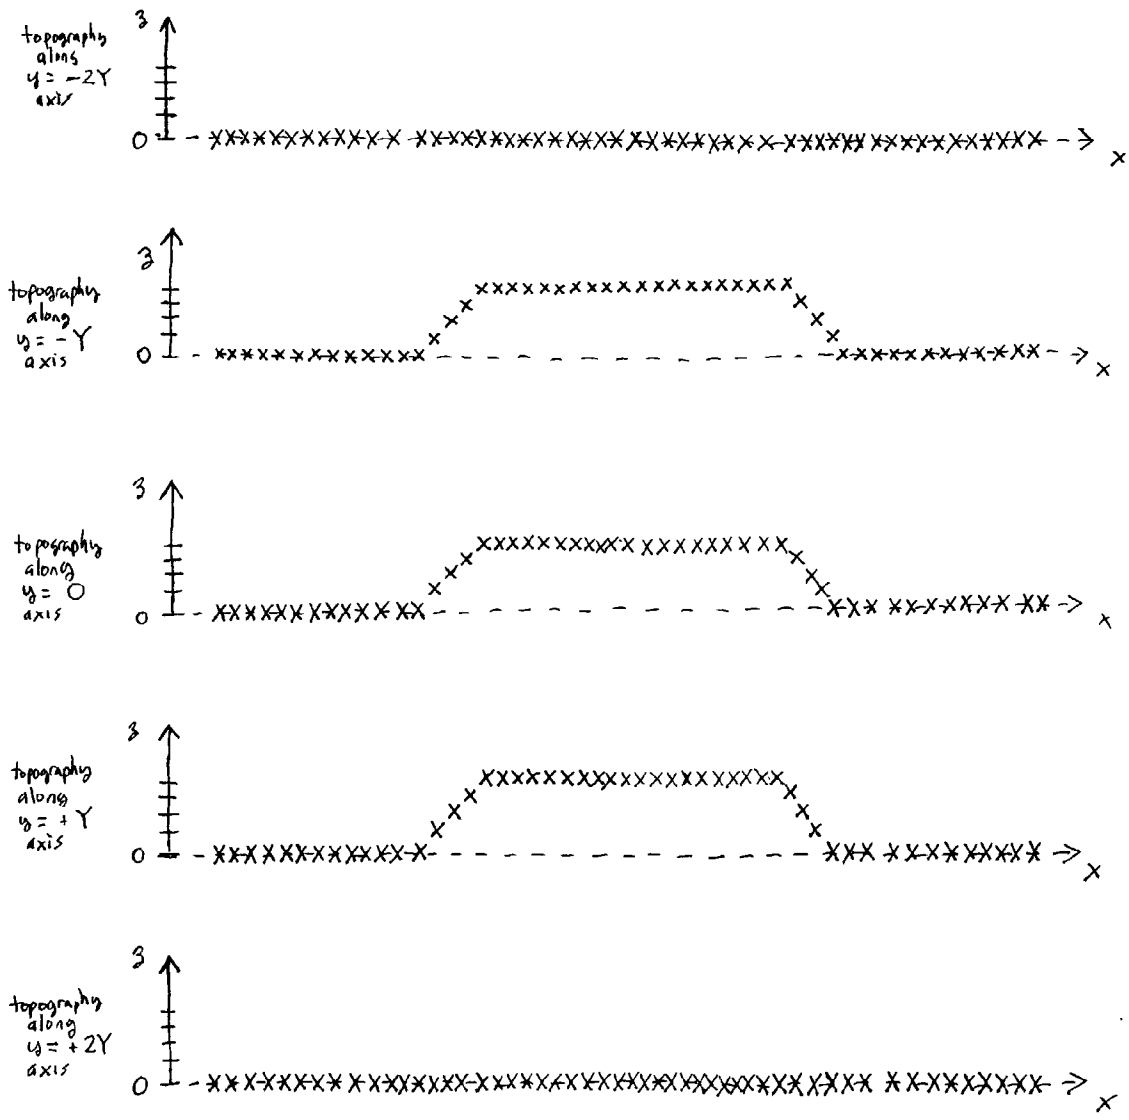 3
topography
along
y = -2Y
axis
0
x
3
topography
along
y = -Y
axis
0
x
3
topography
along
y = 0
axis
0
x
3
topography
along
y = +Y
axis
0
x
3
topography
along
y = +2Y
axis
0
x